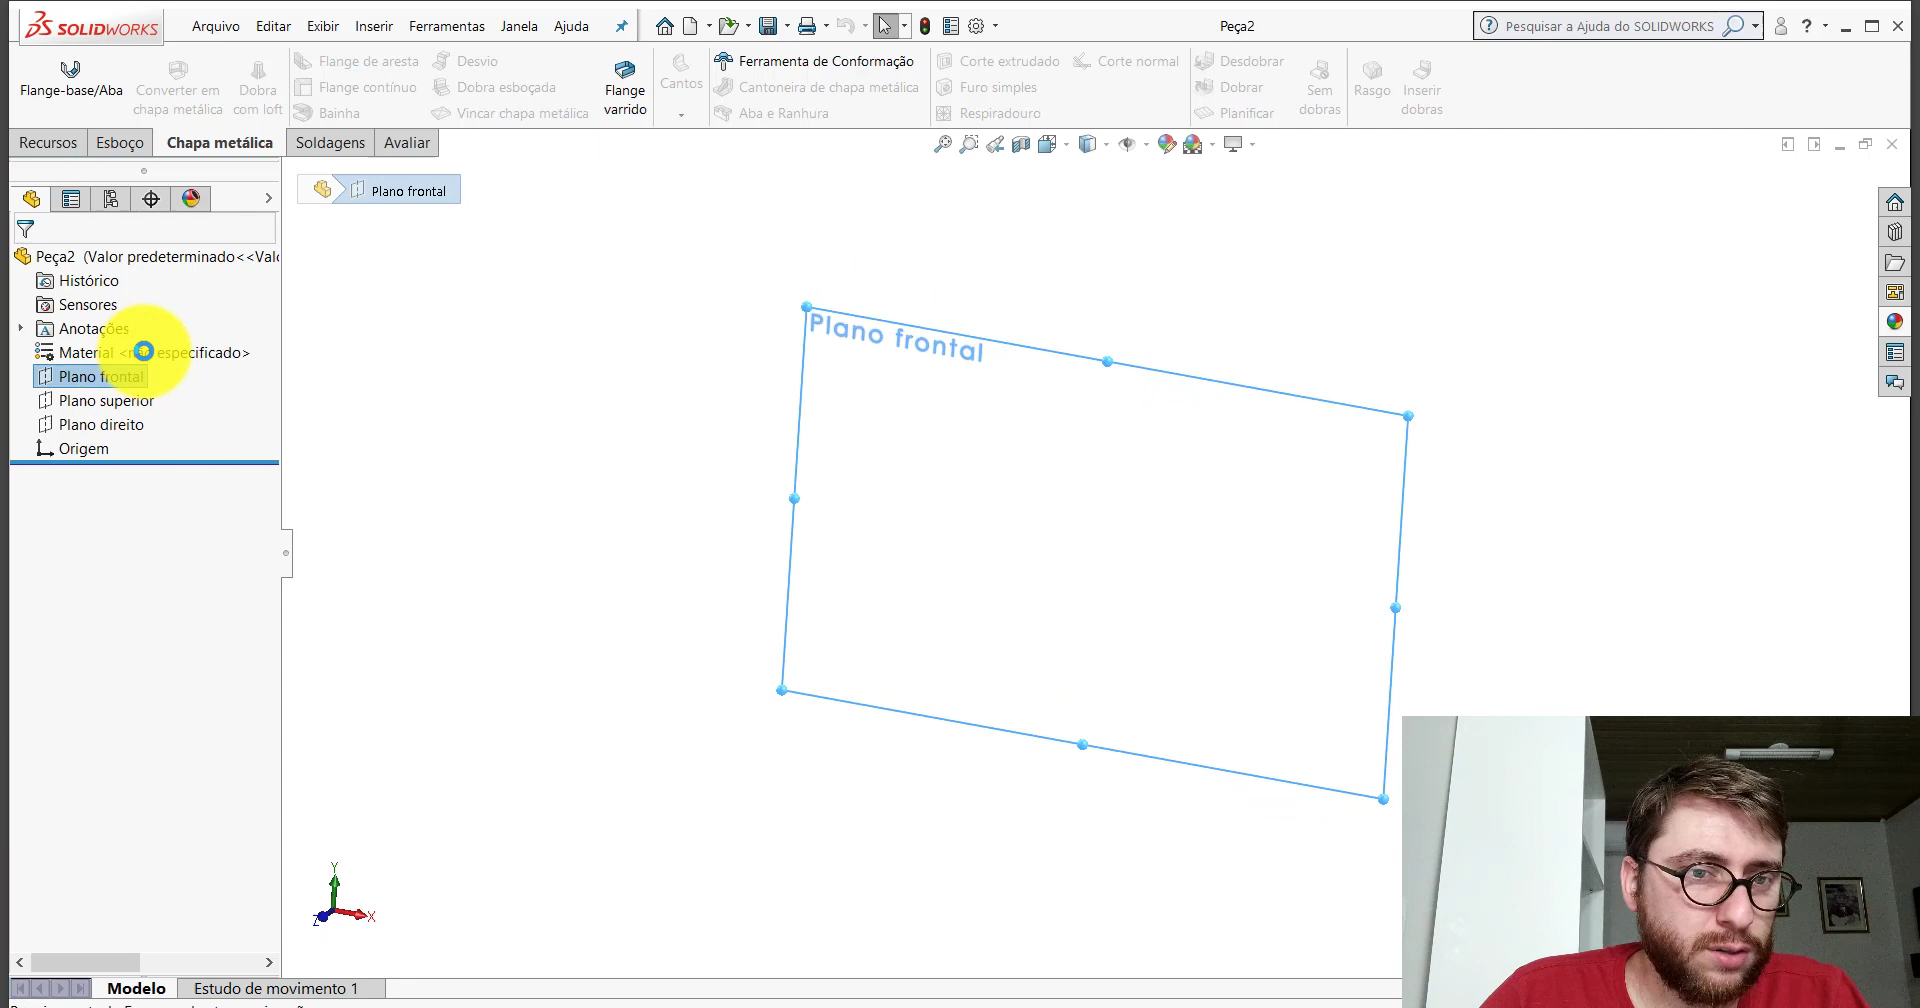 SOLIDWORKS
Arquivo Editar Exibir Inserir Ferramentas Janela Ajuda
Peça2
Pesquisar a Ajuda do SOLIDWORKS
?
Flange-base/Aba
Converter em
chapa metálica
Dobra
com loft
Flange de aresta
Flange contínuo
Bainha
Desvio
Dobra esboçada
Vincar chapa metálica
Flange
varrido
Cantos
Ferramenta de Conformação
Cantoneira de chapa metálica
Aba e Ranhura
Corte extrudado
Furo simples
Respiradouro
Corte normal
Desdobrar
Dobrar
Planificar
Sem
dobras
Rasgo
Inserir
dobras
Recursos Esboço Chapa metálica Soldagens Avaliar
Plano frontal
Peça2 (Valor predeterminado<<Valo
Histórico
Sensores
Anotações
Material <não especificado>
Plano frontal
Plano superior
Plano direito
Origem
Plano frontal
Y
X
Z
Modelo Estudo de movimento 1